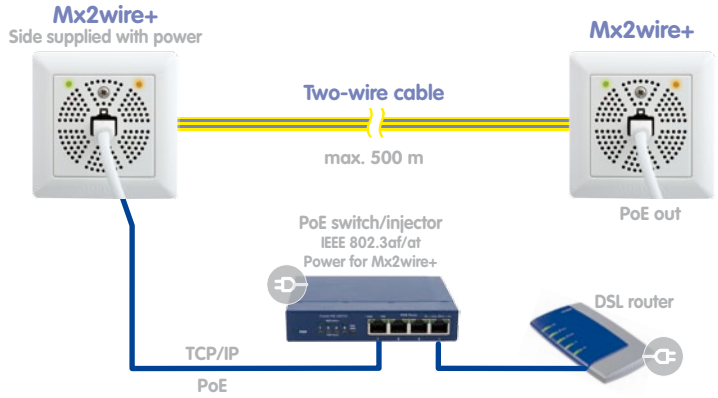 Mx2wire+
Side supplied with power
Mx2wire+
Two-wire cable
max. 500 m
PoE out
PoE switch/injector
IEEE 802.3af/at
Power for Mx2wire+
DSL router
TCP/IP
PoE